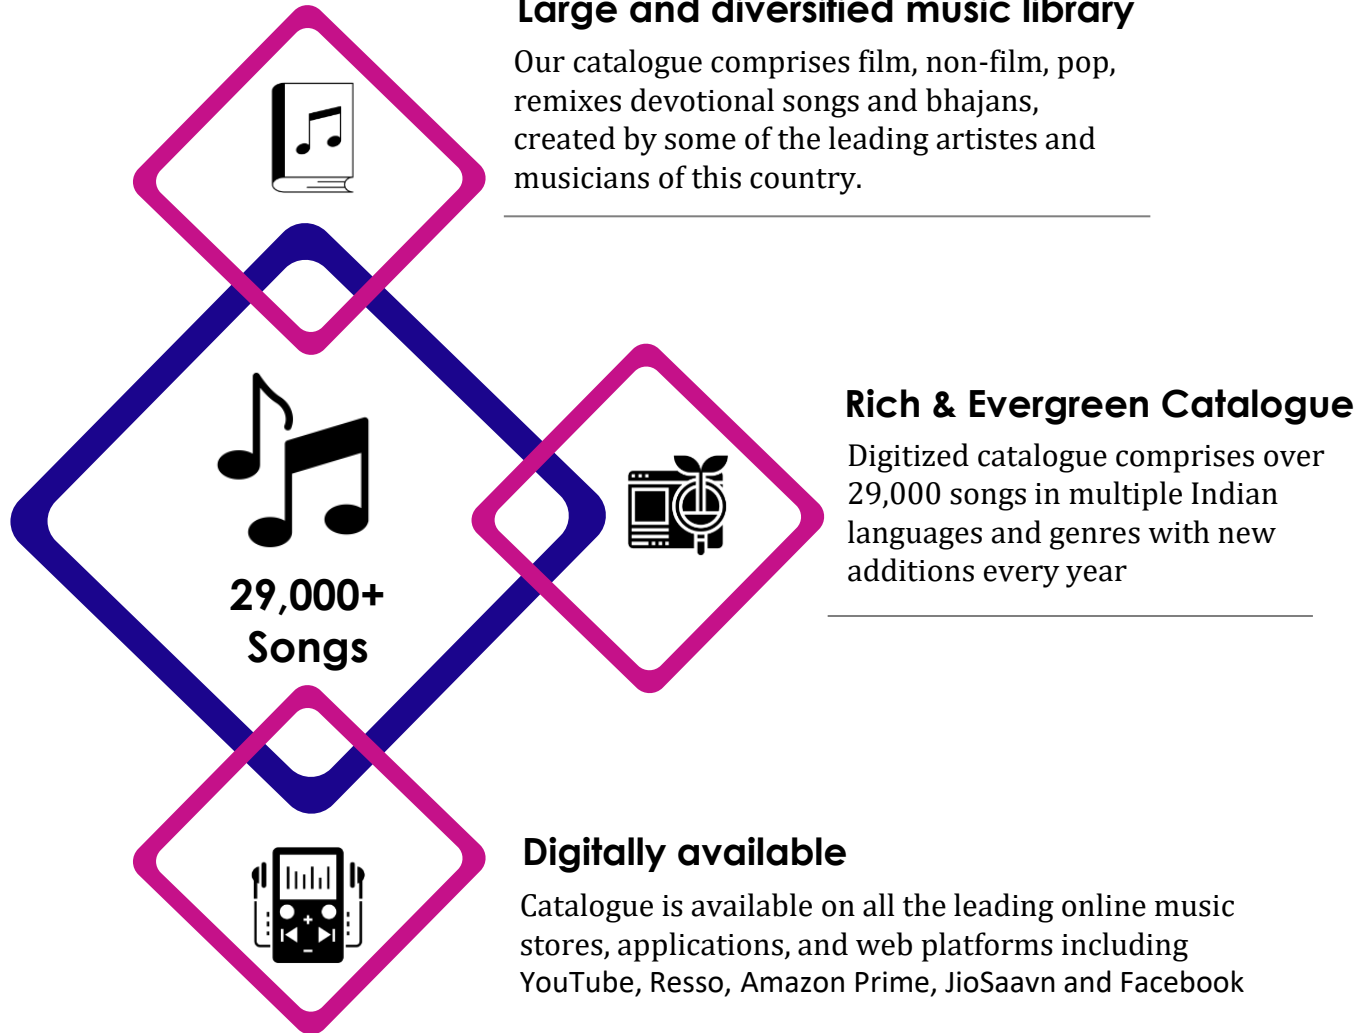 Large and diversified music library
Our catalogue comprises film, non-film, pop,
remixes devotional songs and bhajans,
created by some of the leading artistes and
musicians of this country.
29,000+
Songs
Rich & Evergreen Catalogue
Digitized catalogue comprises over
29,000 songs in multiple Indian
languages and genres with new
additions every year
Digitally available
Catalogue is available on all the leading online music
stores, applications, and web platforms including
YouTube, Resso, Amazon Prime, JioSaavn and Facebook